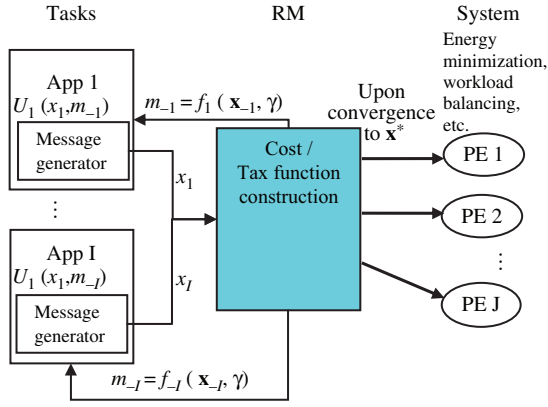 Tasks
RM
System
App 1
U1 (x1,m–1)
Message
generator
⋮
App I
U1 (x1,m–I)
Message
generator
m–1 = f1 ( x–1, γ)
x1
xI
m–I = f–I ( x–I, γ)
Cost /
Tax function
construction
Upon
convergence
to x*
Energy
minimization,
workload
balancing,
etc.
PE 1
PE 2
⋮
PE J